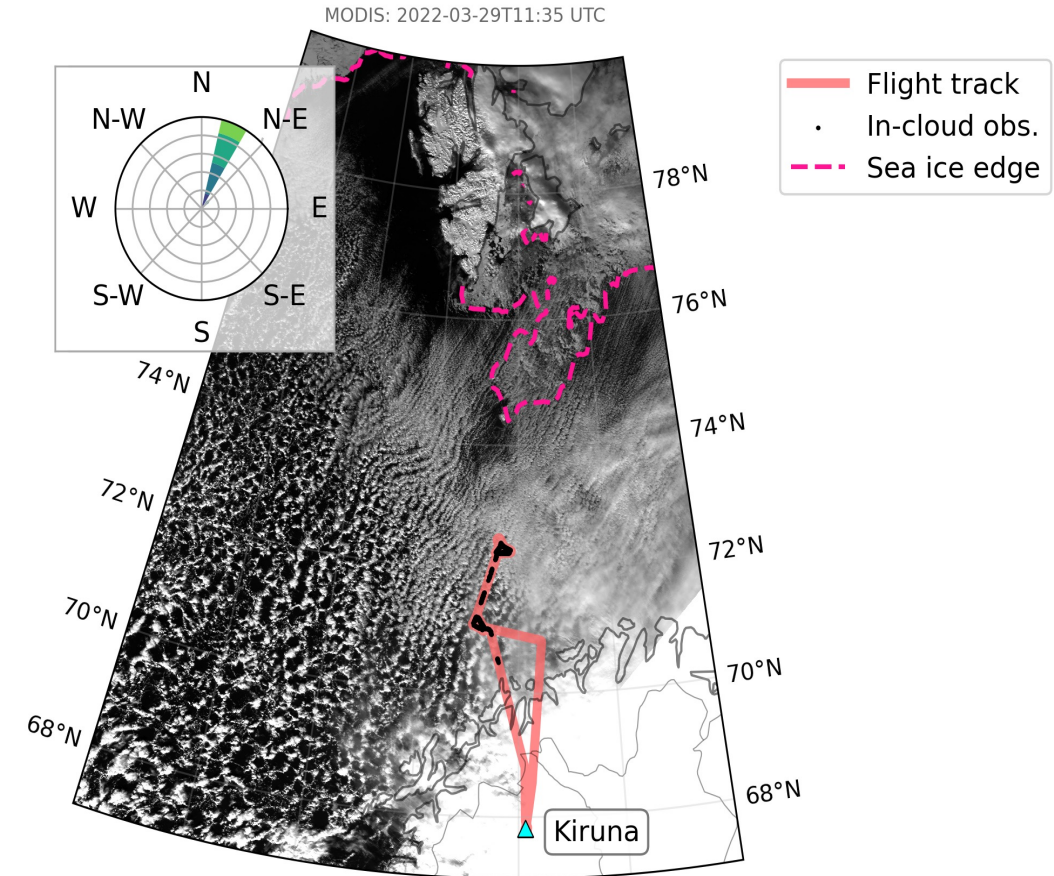 MODIS: 2022-03-29T11:35 UTC
N
N-W
N-E
W
E
S-W
S-E
S
Flight track
In-cloud obs.
Sea ice edge
78°N
76°N
74°N
74°N
72°N
72°N
70°N
70°N
68°N
68°N
Kiruna